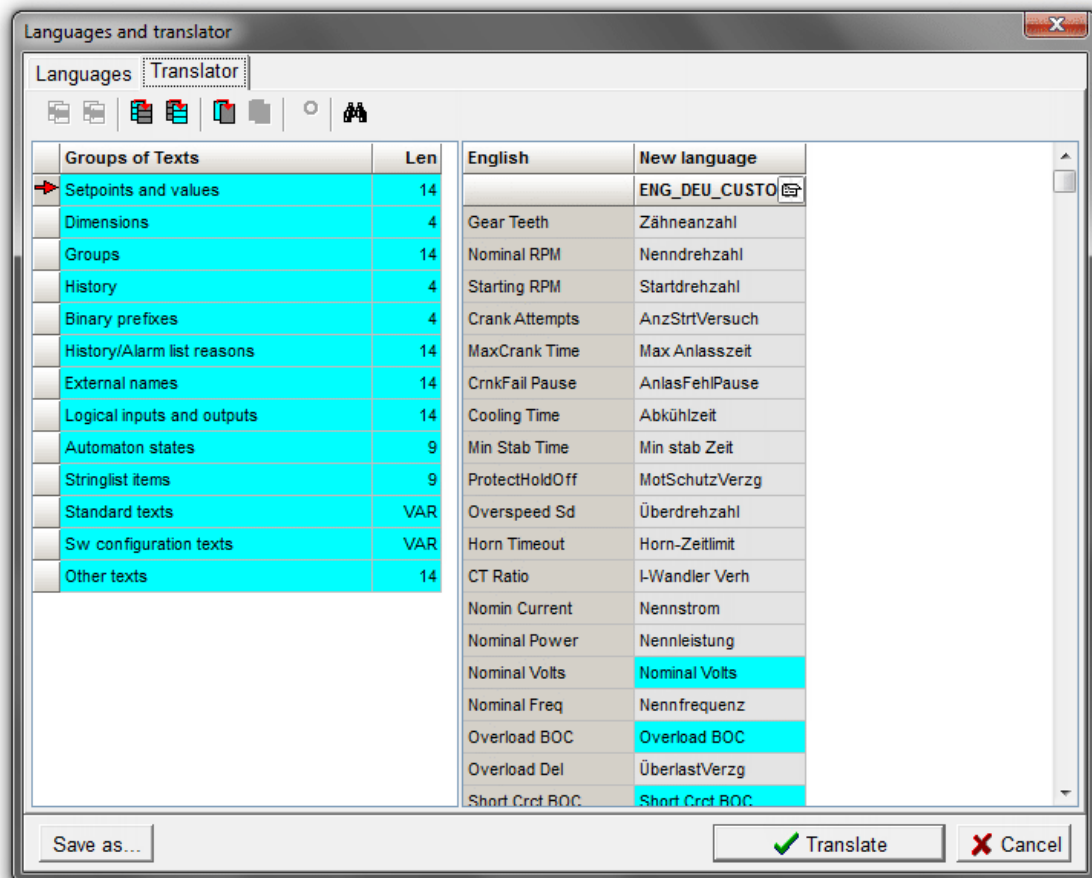 Languages and translator
Languages Translator
Groups of Texts Len
Setpoints and values 14
Dimensions 4
Groups 14
History 4
Binary prefixes 4
History/Alarm list reasons 14
External names 14
Logical inputs and outputs 14
Automaton states 9
Stringlist items 9
Standard texts VAR
Sw configuration texts VAR
Other texts 14
English New language
ENG_DEU_CUSTO
Gear Teeth Zähneanzahl
Nominal RPM Nenndrehzahl
Starting RPM Startdrehzahl
Crank Attempts AnzStrtVersuch
MaxCrank Time Max Anlasszeit
CrnkFail Pause AnlasFehlPause
Cooling Time Abkühlzeit
Min Stab Time Min stab Zeit
ProtectHoldOff MotSchutzVerzg
Overspeed Sd Überdrehzahl
Horn Timeout Horn-Zeitlimit
CT Ratio I-Wandler Verh
Nomin Current Nennstrom
Nominal Power Nennleistung
Nominal Volts Nominal Volts
Nominal Freq Nennfrequenz
Overload BOC Overload BOC
Overload Del ÜberlastVerzg
Short Crct BOC Short Crct BOC
Save as... Translate Cancel